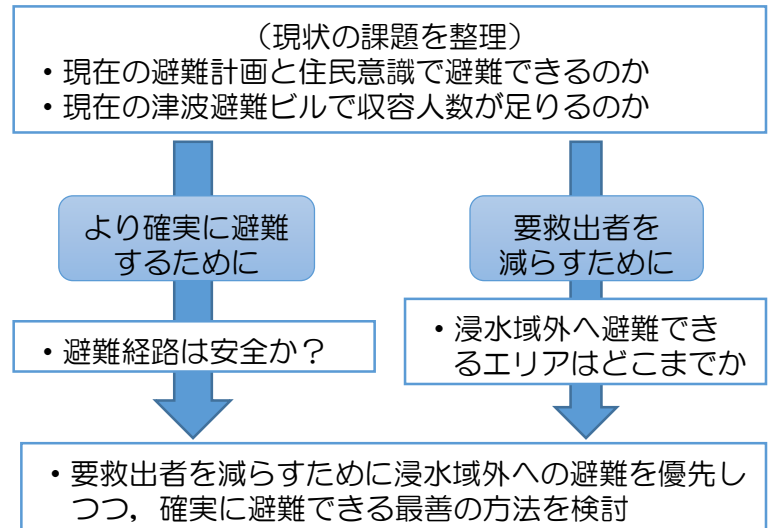 （現状の課題を整理）
・現在の避難計画と住民意識で避難できるのか
・現在の津波避難ビルで収容人数が足りるのか
より確実に避難
するために
要救出者を
減らすために
・避難経路は安全か？
・浸水域外へ避難でき
るエリアはどこまでか
・要救出者を減らすために浸水域外への避難を優先し
つつ，確実に避難できる最善の方法を検討